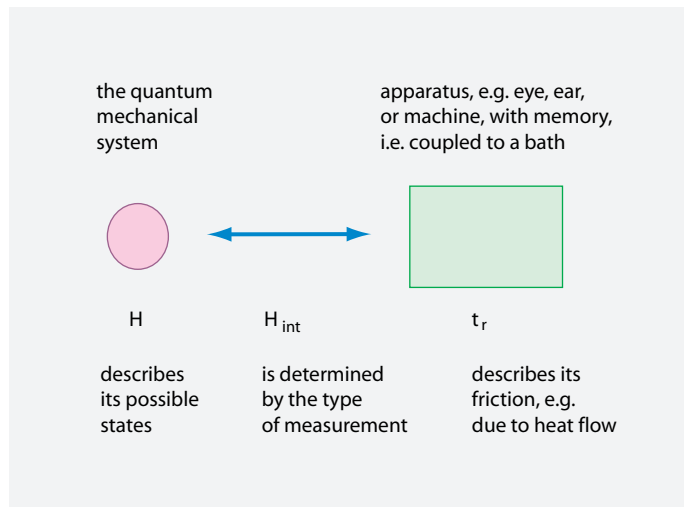 the quantum
mechanical
system
apparatus, e.g. eye, ear,
or machine, with memory,
i.e. coupled to a bath
H
H int
t r
describes
its possible
states
is determined
by the type
of measurement
describes its
friction, e.g.
due to heat flow